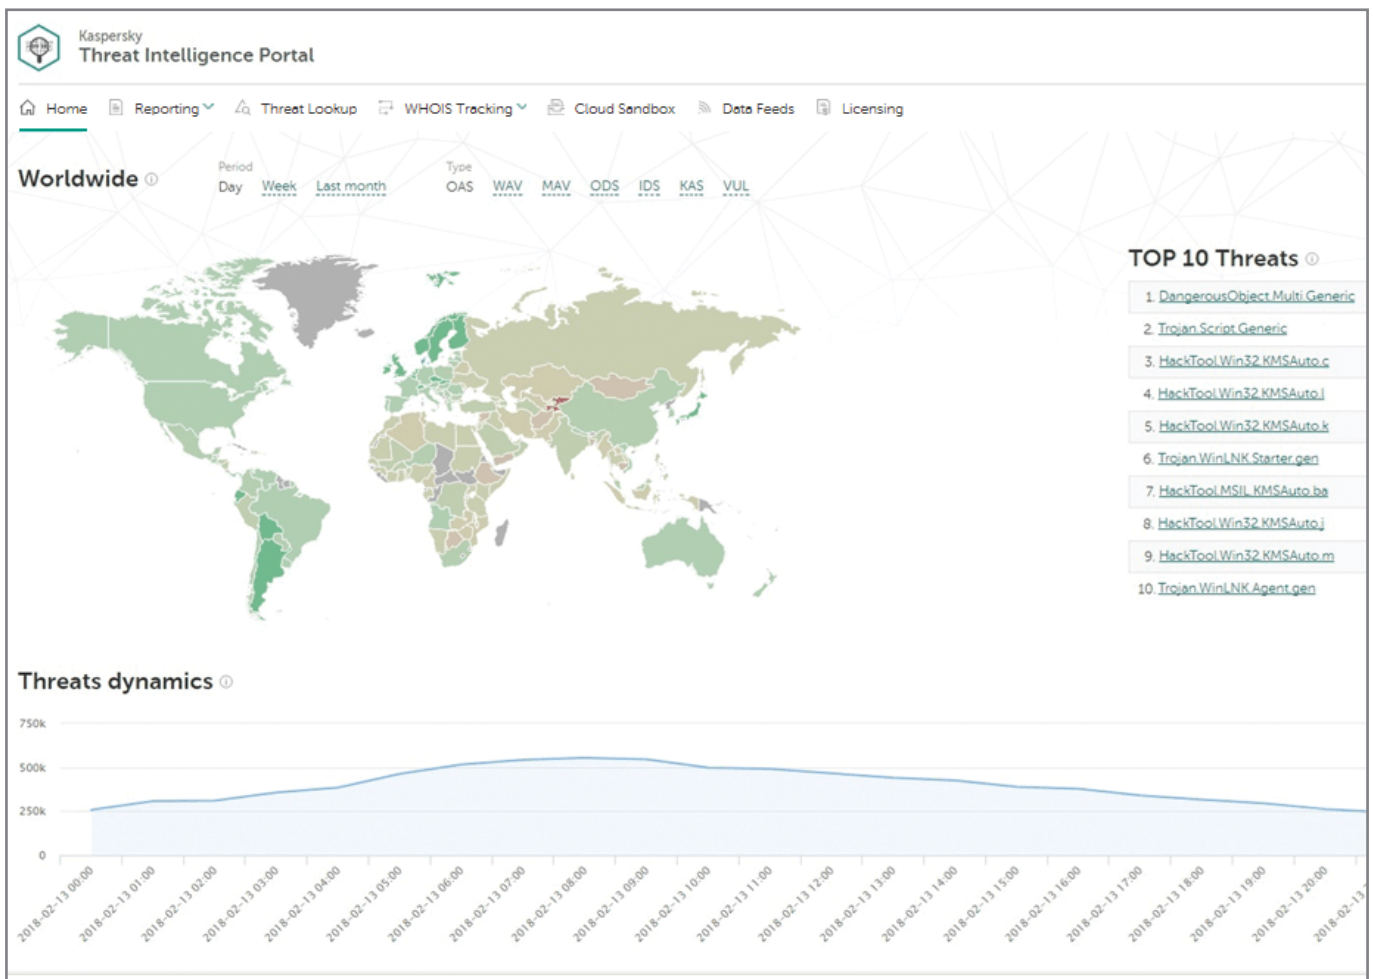 Kaspersky
Threat Intelligence Portal
Home Reporting Threat Lookup WHOIS Tracking Cloud Sandbox Data Feeds Licensing
Worldwide
Period
Day Week Last month
Type
OAS WAV MAV ODS IDS KAS VUL
TOP 10 Threats
1. DangerousObject.Multi.Generic
2. Trojan.Script.Generic
3. HackTool.Win32.KMSAuto.c
4. HackTool.Win32.KMSAuto.l
5. HackTool.Win32.KMSAuto.k
6. Trojan.WinLNK.Starter.gen
7. HackTool.MSIL.KMSAuto.ba
8. HackTool.Win32.KMSAuto.j
9. HackTool.Win32.KMSAuto.m
10. Trojan.WinLNK.Agent.gen
Threats dynamics
750k
500k
250k
0
2018-02-13 00:00
2018-02-13 01:00
2018-02-13 02:00
2018-02-13 03:00
2018-02-13 04:00
2018-02-13 05:00
2018-02-13 06:00
2018-02-13 07:00
2018-02-13 08:00
2018-02-13 09:00
2018-02-13 10:00
2018-02-13 11:00
2018-02-13 12:00
2018-02-13 13:00
2018-02-13 14:00
2018-02-13 15:00
2018-02-13 16:00
2018-02-13 17:00
2018-02-13 18:00
2018-02-13 19:00
2018-02-13 20:00
2018-02-13